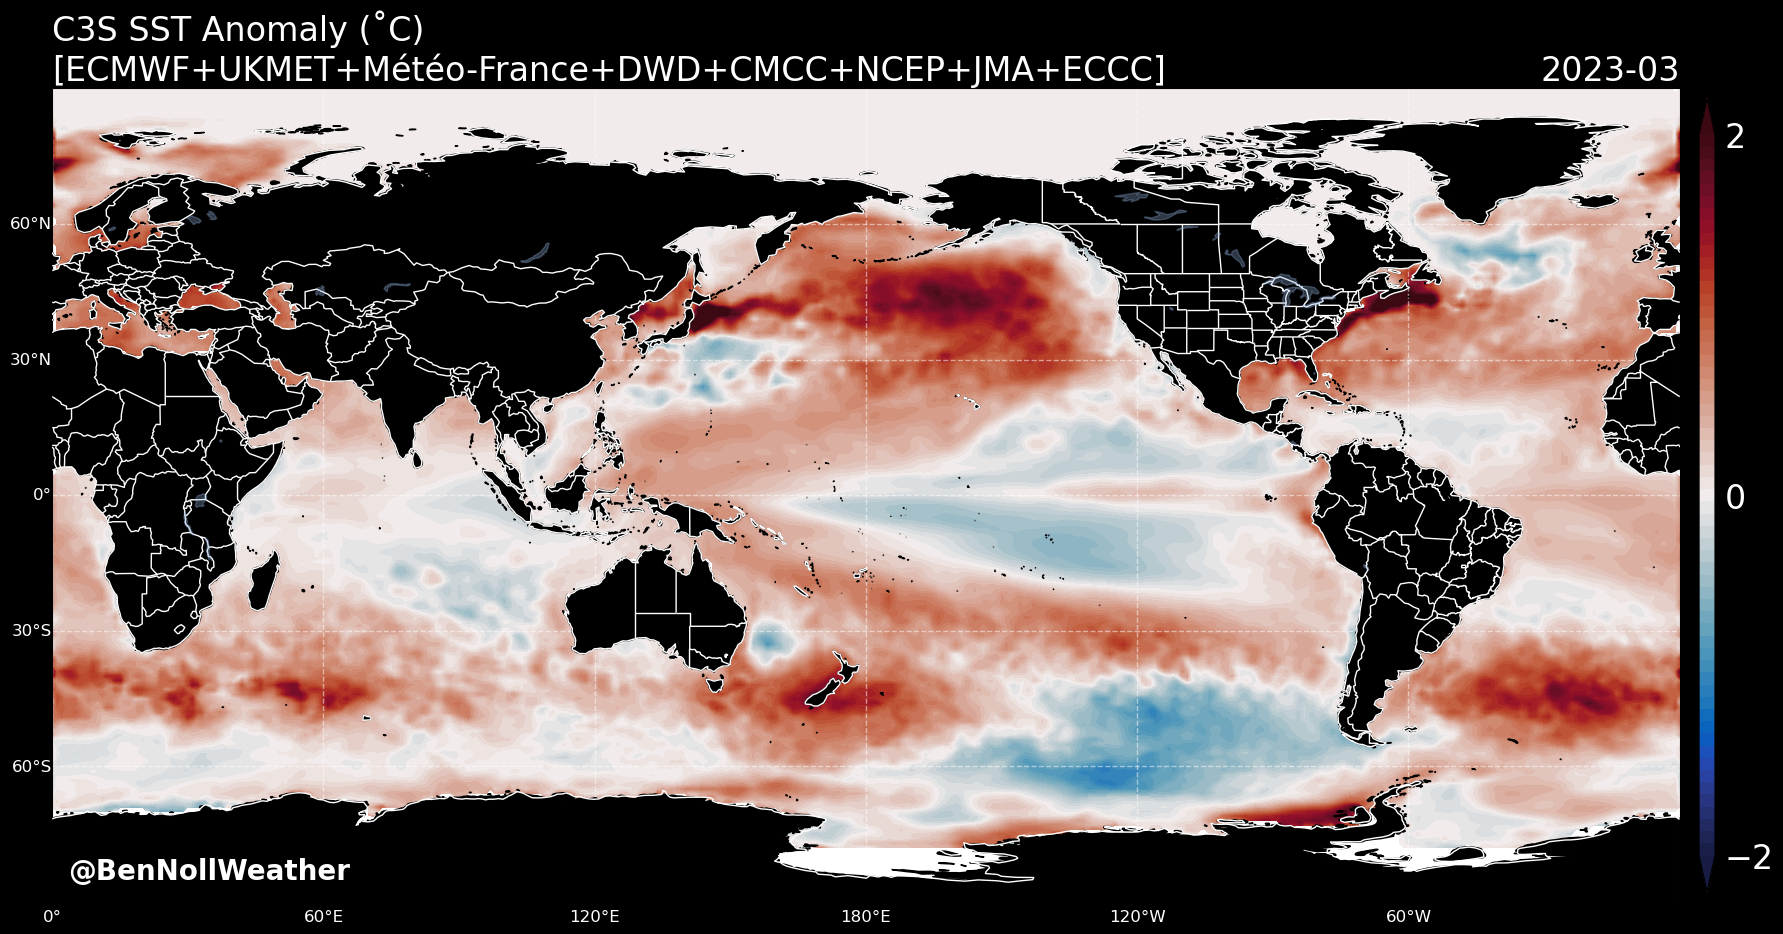 C3S SST Anomaly (˚C)
[ECMWF+UKMET+Météo-France+DWD+CMCC+NCEP+JMA+ECCC] 2023-03
2
60°N
30°N
0°
0
30°S
60°S
−2
@BenNollWeather
0° 60°E 120°E 180°E 120°W 60°W